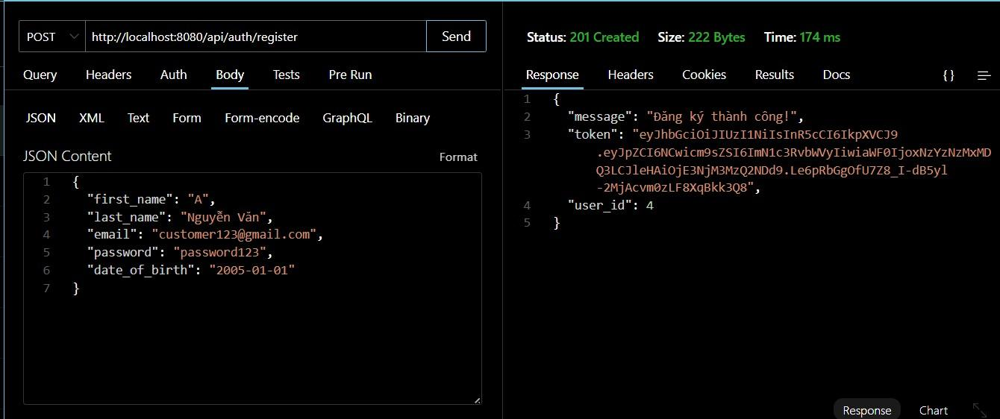 POST http://localhost:8080/api/auth/register Send
Query Headers Auth Body Tests Pre Run
JSON XML Text Form Form-encode GraphQL Binary
JSON Content Format
1 {
2 "first_name": "A",
3 "last_name": "Nguyễn Văn",
4 "email": "customer123@gmail.com",
5 "password": "password123",
6 "date_of_birth": "2005-01-01"
7 }
Status: 201 Created Size: 222 Bytes Time: 174 ms
Response Headers Cookies Results Docs {}
1 {
2 "message": "Đăng ký thành công!",
3 "token": "eyJhbGciOiJIUzI1NiIsInR5cCI6IkpXVCJ9
.eyJpZCI6NCwicm9sZSI6ImN1c3RvbWVyIiwiaWF0IjoxNzYzNzMxMD
Q3LCJleHAiOjE3NjM3MzQ2NDd9.Le6pRbGgOfU7Z8_I-dB5yl
-2MjAcvm0zLF8XqBkk3Q8",
4 "user_id": 4
5 }
Response Chart